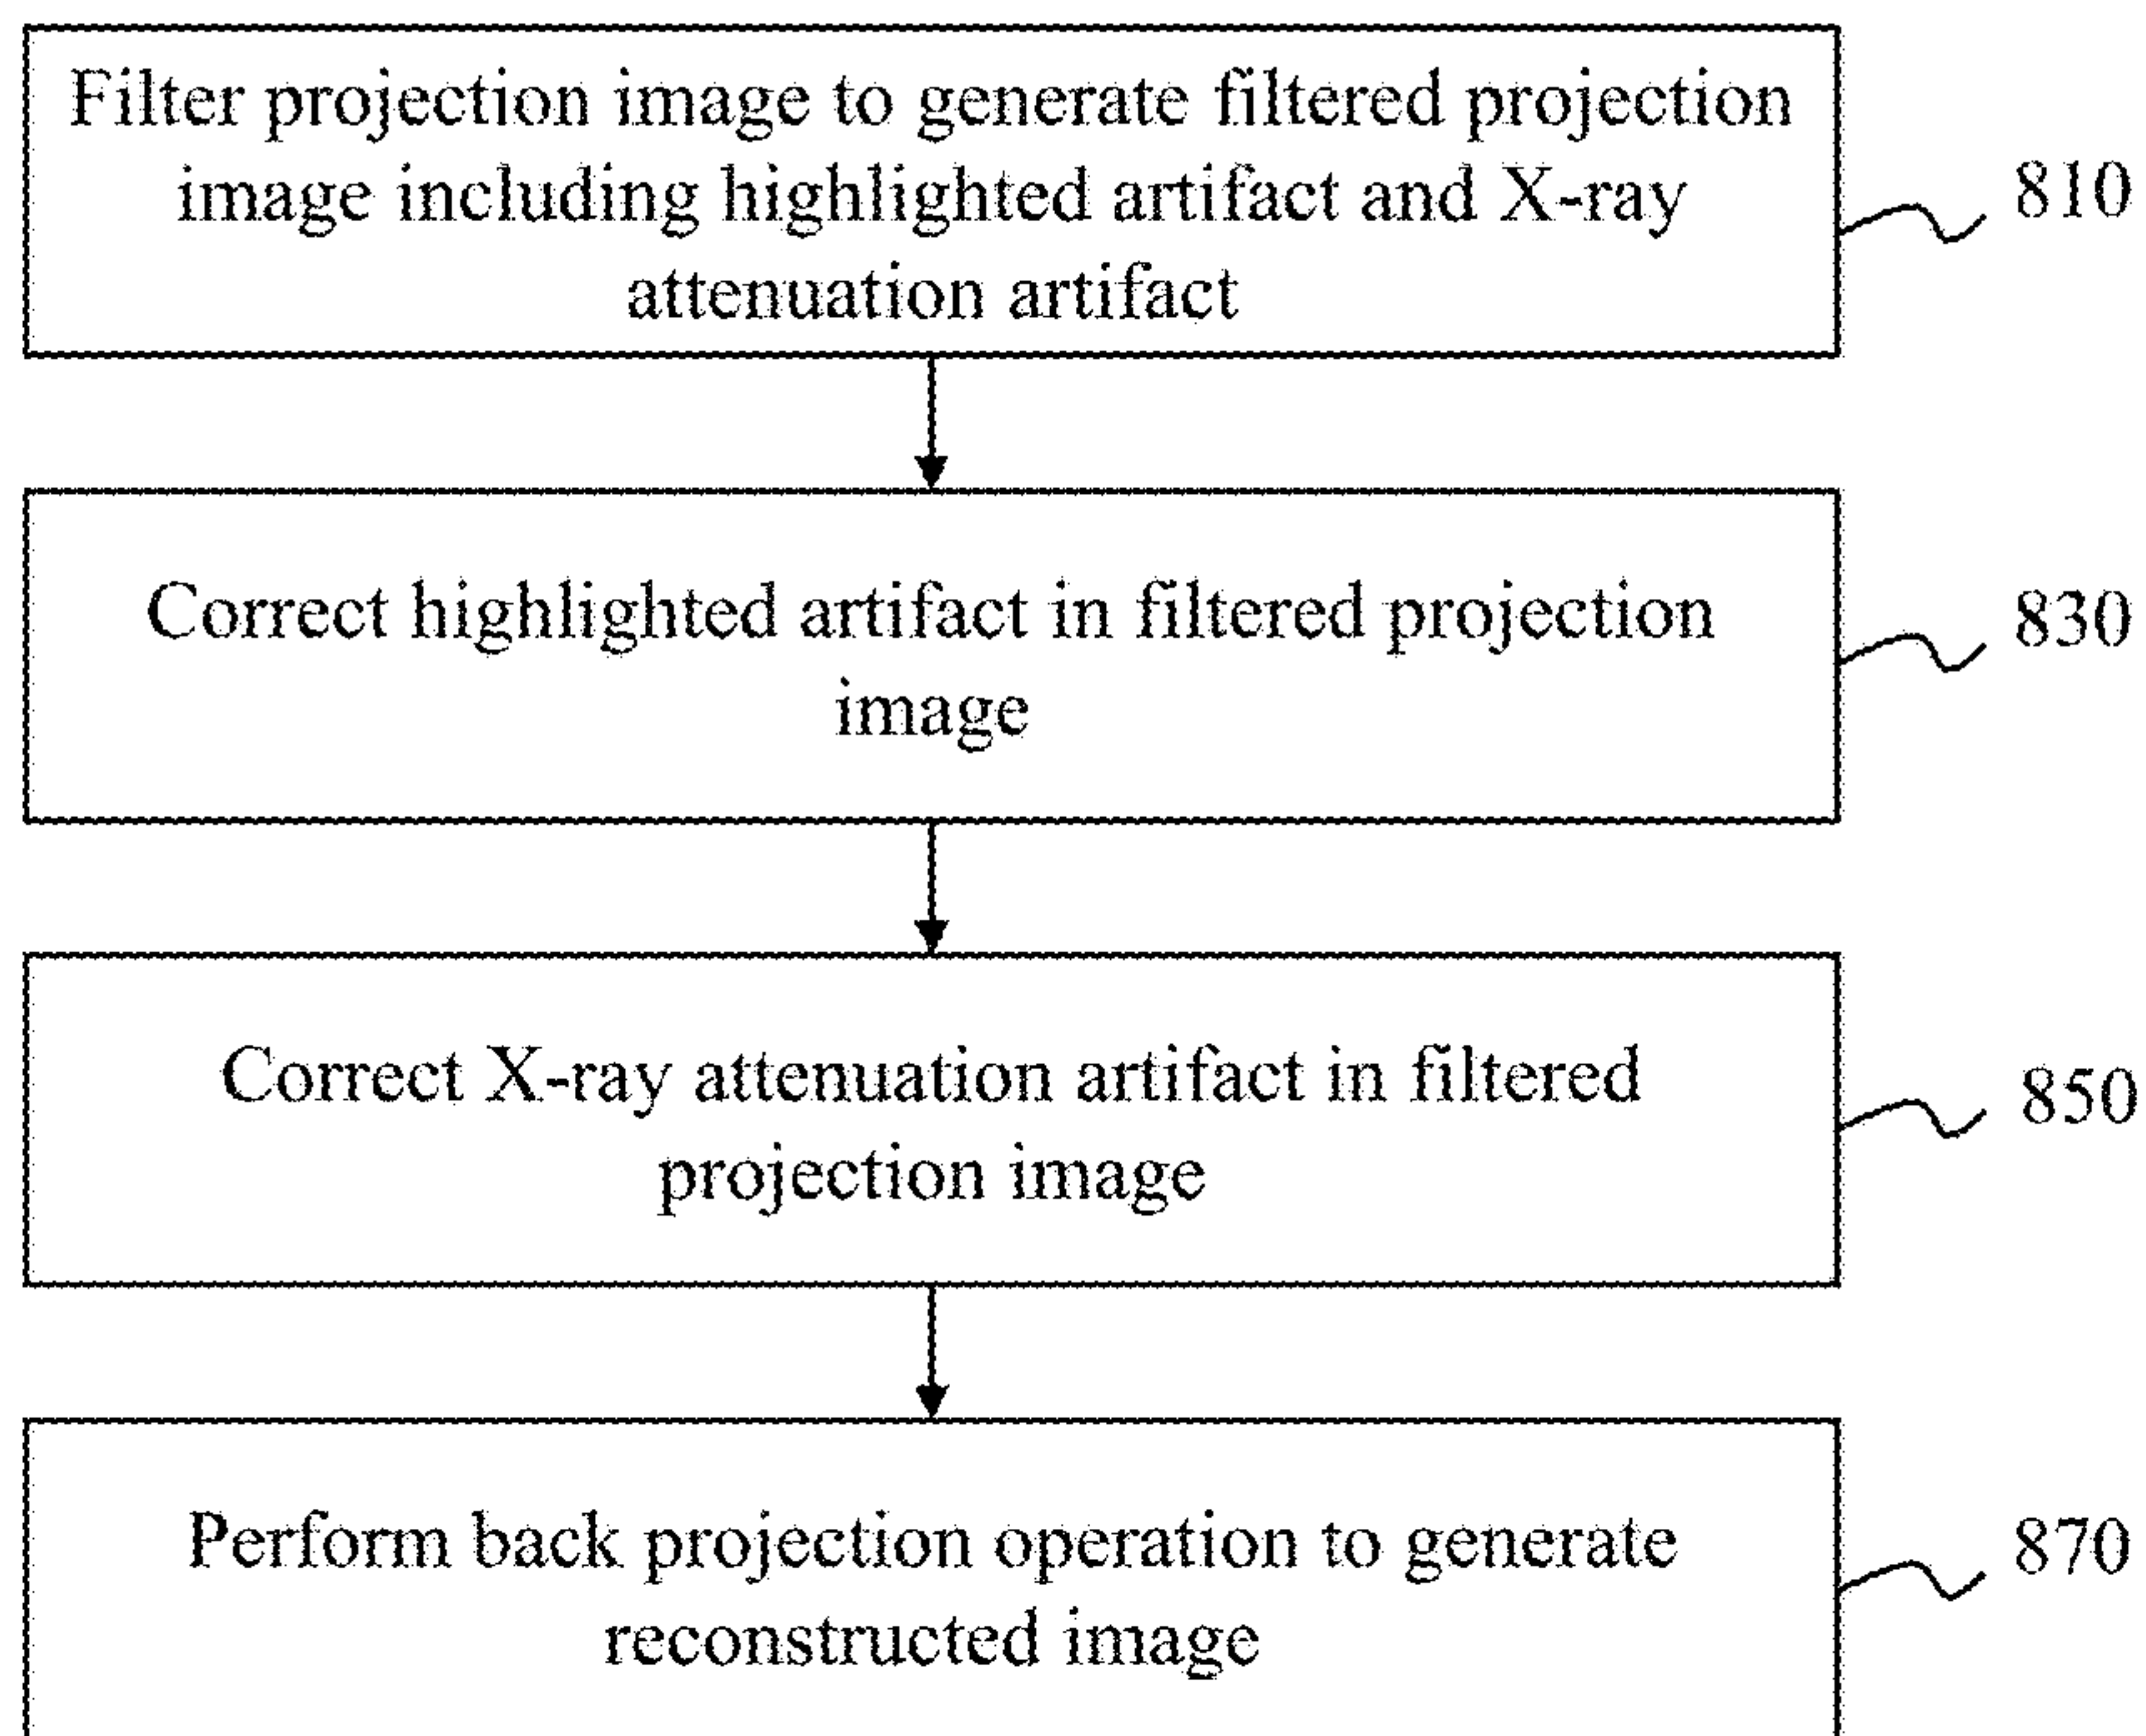 Filter projection image to generate filtered projection
image including highlighted artifact and X-ray
attenuation artifact
810
Correct highlighted artifact in filtered projection
image
830
Correct X-ray attenuation artifact in filtered
projection image
850
Perform back projection operation to generate
reconstructed image
870